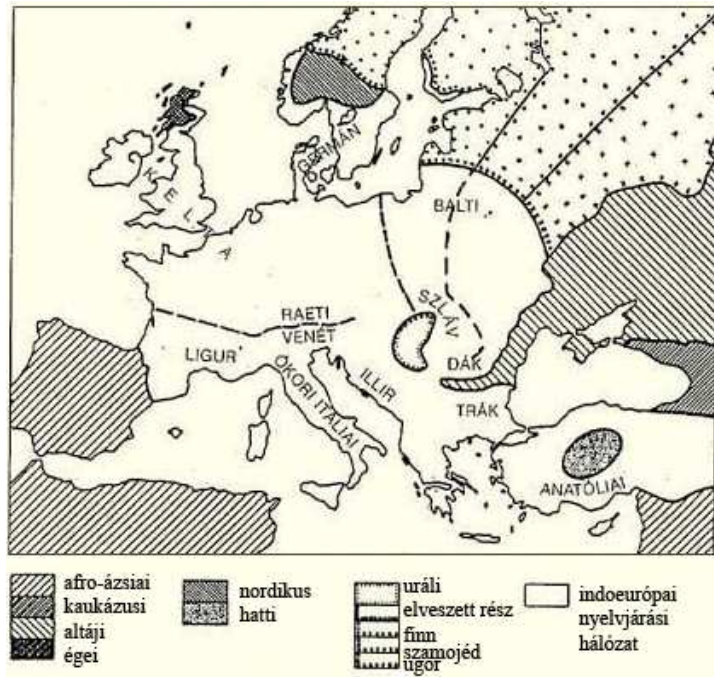 GERMÁN
KELTA
BALTI
SZLÁV
RAETI
VENÉT
LIGUR
ILLIR
DÁK
ÓKORI ITÁLIAI
TRÁK
ANATÓLIAI
afro-ázsiai
kaukázusi
altáji
égei
nordikus
hatti
uráli
elveszett rész
finn
szamojéd
ugor
indoeurópai
nyelvjárási
hálózat